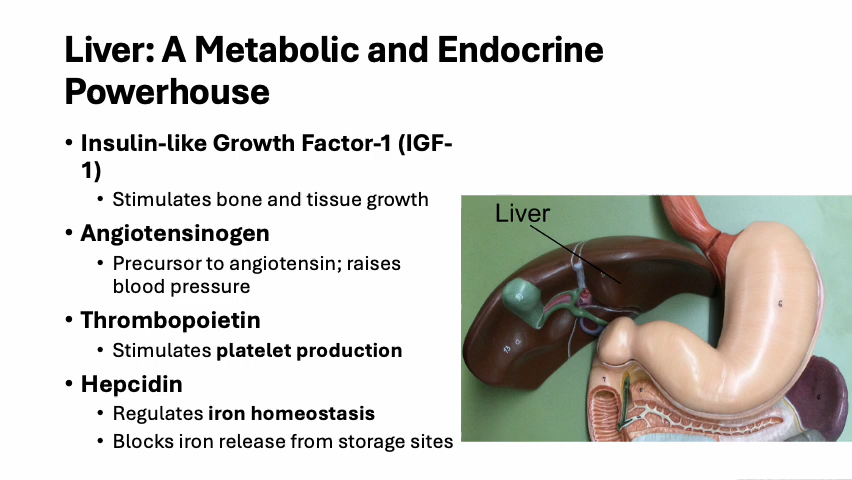 Liver: A Metabolic and Endocrine
Powerhouse
• Insulin-like Growth Factor-1 (IGF-
1)
• Stimulates bone and tissue growth
• Angiotensinogen
• Precursor to angiotensin; raises
blood pressure
• Thrombopoietin
• Stimulates platelet production
• Hepcidin
• Regulates iron homeostasis
• Blocks iron release from storage sites
Liver
6